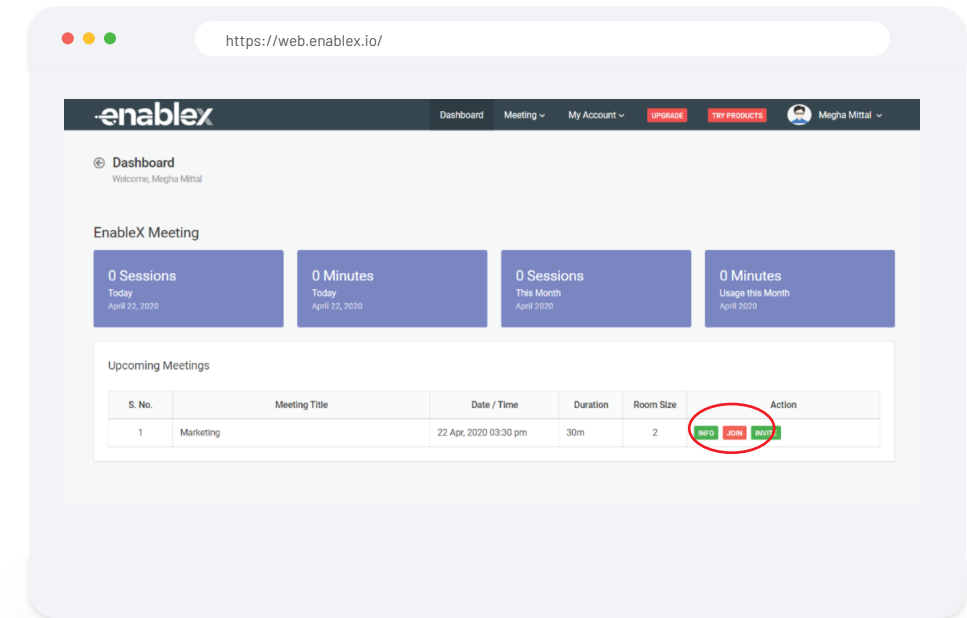 https://web.enablex.io/
enablex
Dashboard Meeting My Account UPGRADE TRY PRODUCTS Megha Mittal
Dashboard
Welcome, Megha Mittal
EnableX Meeting
0 Sessions
Today
April 22, 2020
0 Minutes
Today
April 22, 2020
0 Sessions
This Month
April 2020
0 Minutes
Usage this Month
April 2020
Upcoming Meetings
S. No. Meeting Title Date / Time Duration Room Size Action
1 Marketing 22 Apr, 2020 03:30 pm 30m 2 INFO JOIN INVITE